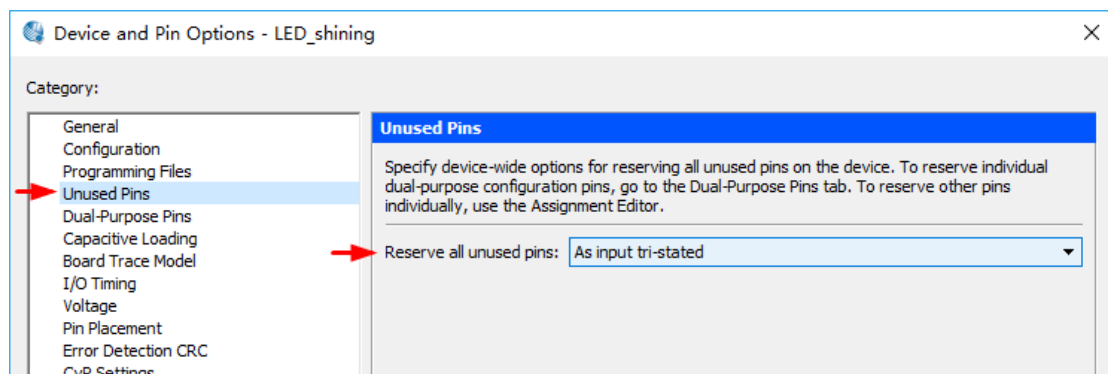 Device and Pin Options - LED_shining
Category:
General
Configuration
Programming Files
Unused Pins
Dual-Purpose Pins
Capacitive Loading
Board Trace Model
I/O Timing
Voltage
Pin Placement
Error Detection CRC
CvP Settings
Unused Pins
Specify device-wide options for reserving all unused pins on the device. To reserve individual
dual-purpose configuration pins, go to the Dual-Purpose Pins tab. To reserve other pins
individually, use the Assignment Editor.
Reserve all unused pins: As input tri-stated